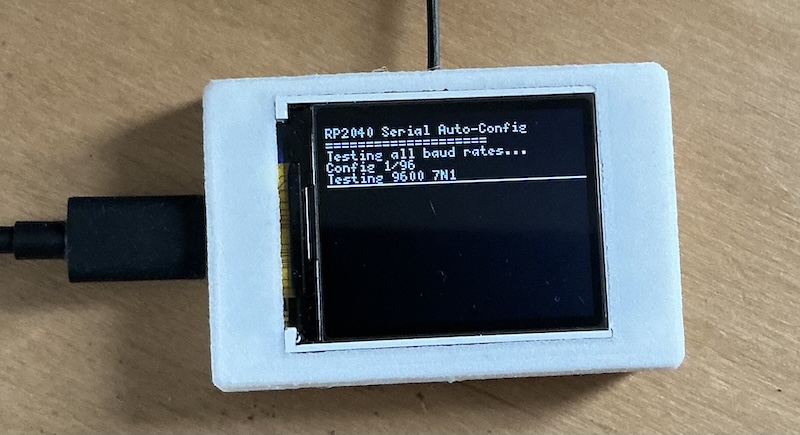 RP2040 Serial Auto-Config
====================
Testing all baud rates...
Config 1/96
Testing 9600 7N1